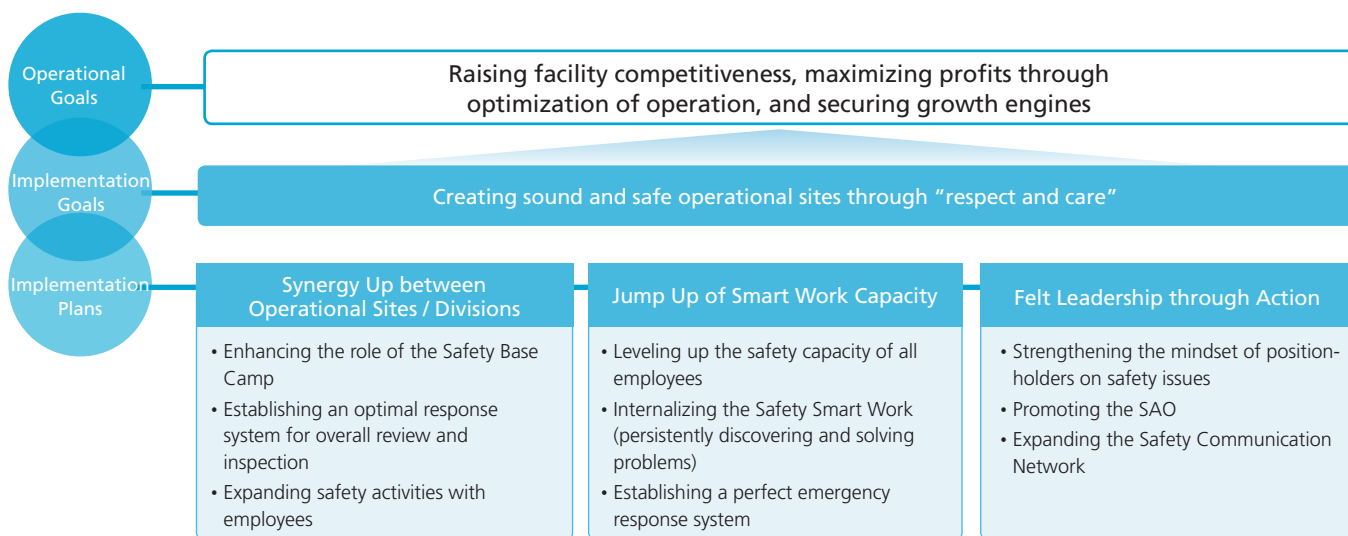 Operational
Goals
Raising facility competitiveness, maximizing profits through
optimization of operation, and securing growth engines
Implementation
Goals
Creating sound and safe operational sites through “respect and care”
Implementation
Plans
Synergy Up between
Operational Sites / Divisions
• Enhancing the role of the Safety Base
Camp
• Establishing an optimal response
system for overall review and
inspection
• Expanding safety activities with
employees
Jump Up of Smart Work Capacity
• Leveling up the safety capacity of all
employees
• Internalizing the Safety Smart Work
(persistently discovering and solving
problems)
• Establishing a perfect emergency
response system
Felt Leadership through Action
• Strengthening the mindset of position-
holders on safety issues
• Promoting the SAO
• Expanding the Safety Communication
Network